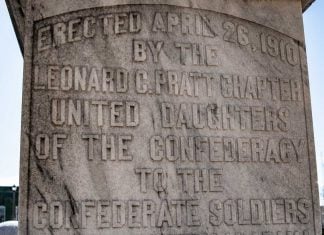 ERECTED APRIL 26, 1910
BY THE
LEONARD C. PRATT CHAPTER
UNITED DAUGHTERS
OF THE CONFEDERACY
TO THE
CONFEDERATE SOLDIERS